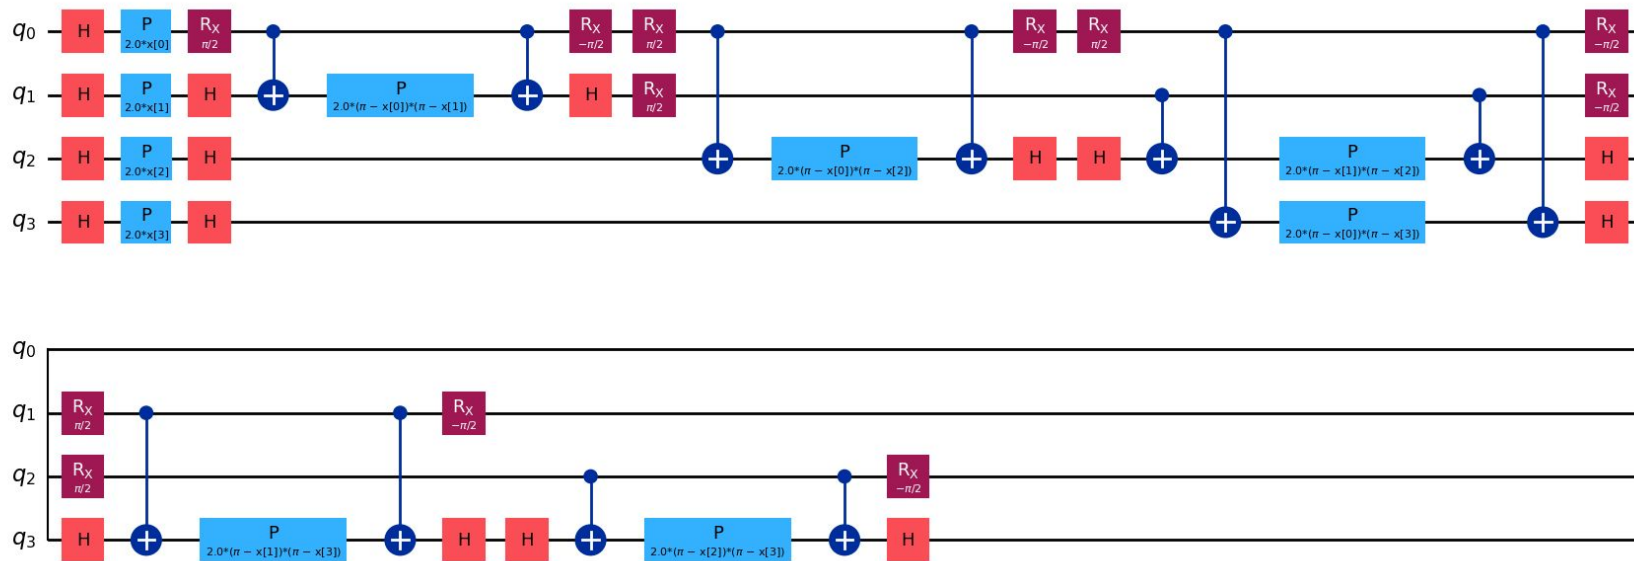 q0 H P 2.0*x[0] RX π/2 RX −π/2 RX π/2 RX −π/2 RX π/2 RX −π/2
q1 H P 2.0*x[1] H P 2.0*(π − x[0])*(π − x[1]) H RX π/2 RX −π/2
q2 H P 2.0*x[2] H P 2.0*(π − x[0])*(π − x[2]) H H P 2.0*(π − x[1])*(π − x[2]) H
q3 H P 2.0*x[3] H P 2.0*(π − x[0])*(π − x[3]) H
q0
q1 RX π/2 RX −π/2
q2 RX π/2 RX −π/2
q3 H P 2.0*(π − x[1])*(π − x[3]) H H P 2.0*(π − x[2])*(π − x[3]) H